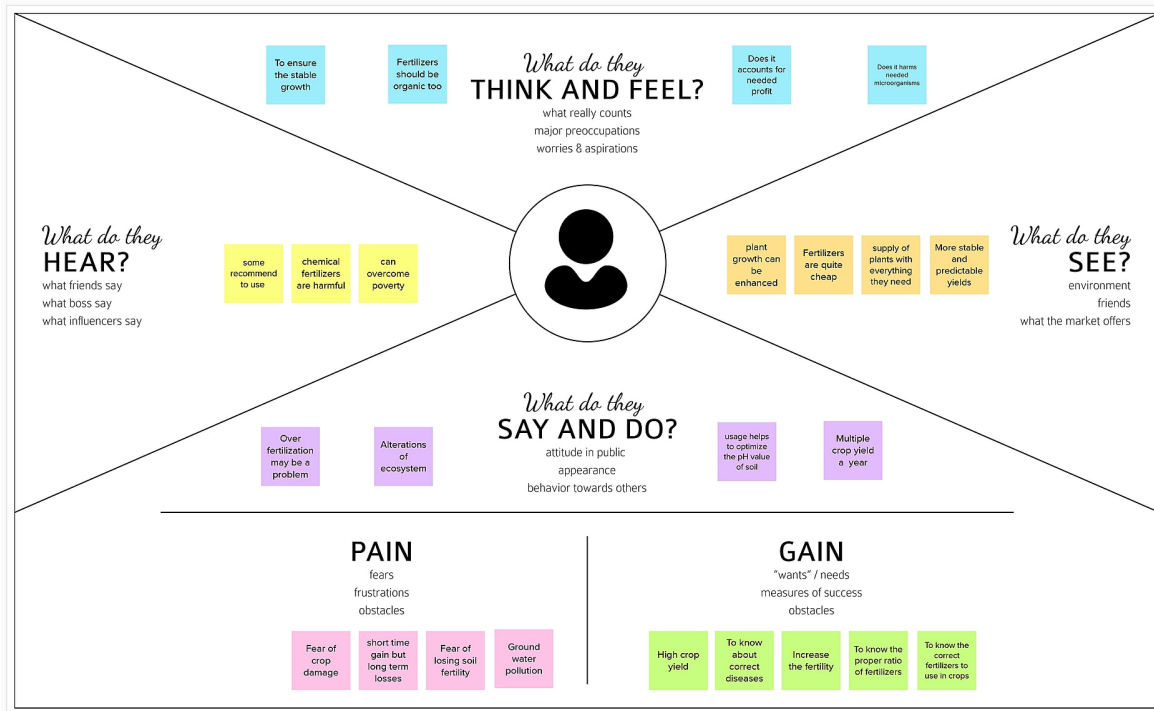 What do they
THINK AND FEEL?
what really counts
major preoccupations
worries & aspirations
To ensure
the stable
growth
Fertilizers
should be
organic too
Does it
accounts for
needed
profit
Does it harms
needed
microorganisms
What do they
HEAR?
what friends say
what boss say
what influencers say
some
recommend
to use
chemical
fertilizers
are harmful
can
overcome
poverty
plant
growth can
be
enhanced
Fertilizers
are quite
cheap
supply of
plants with
everything
they need
More stable
and
predictable
yields
What do they
SEE?
environment
friends
what the market offers
What do they
SAY AND DO?
attitude in public
appearance
behavior towards others
Over
fertilization
may be a
problem
Alterations
of
ecosystem
usage helps
to optimize
the pH value
of soil
Multiple
crop yield
a year
PAIN
fears
frustrations
obstacles
Fear of
crop
damage
short time
gain but
long term
losses
Fear of
losing soil
fertility
Ground
water
pollution
GAIN
"wants" / needs
measures of success
obstacles
High crop
yield
To know
about
correct
diseases
Increase
the fertility
To know the
proper ratio
of fertilizers
To know the
correct
fertilizers to
use in crops